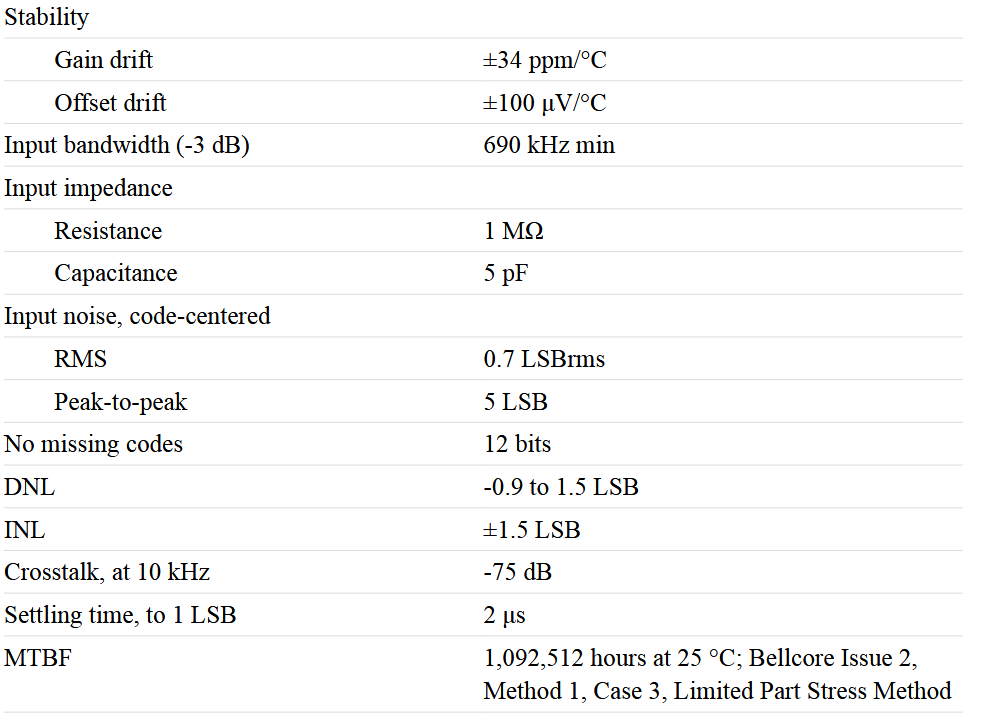 Stability
Gain drift ±34 ppm/°C
Offset drift ±100 μV/°C
Input bandwidth (-3 dB) 690 kHz min
Input impedance
Resistance 1 MΩ
Capacitance 5 pF
Input noise, code-centered
RMS 0.7 LSBrms
Peak-to-peak 5 LSB
No missing codes 12 bits
DNL -0.9 to 1.5 LSB
INL ±1.5 LSB
Crosstalk, at 10 kHz -75 dB
Settling time, to 1 LSB 2 μs
MTBF 1,092,512 hours at 25 °C; Bellcore Issue 2,
Method 1, Case 3, Limited Part Stress Method